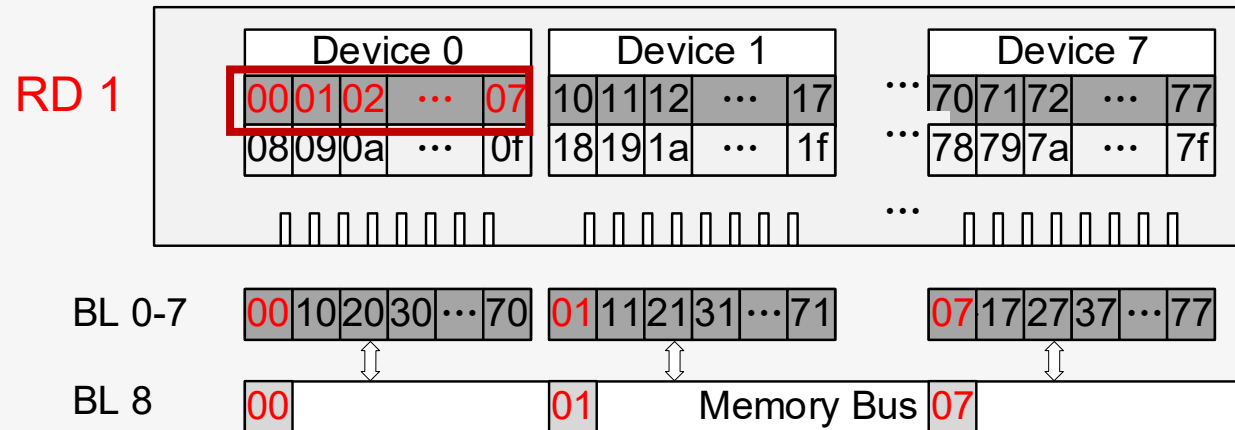 Device 0 Device 1 Device 7
RD 1 00 01 02 ... 07 10 11 12 ... 17 ... 70 71 72 ... 77
08 09 0a ... 0f 18 19 1a ... 1f ... 78 79 7a ... 7f
...
BL 0-7 00 10 20 30 ... 70 01 11 21 31 ... 71 07 17 27 37 ... 77
BL 8 00 01 Memory Bus 07